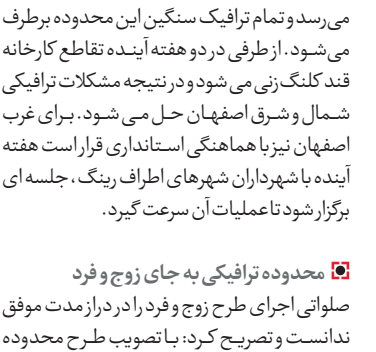 می‌رسد و تمام ترافیک سنگین این محدوده برطرف
می‌شود. از طرفی در دو هفته آینده تقاطع کارخانه
قند کلنگ زنی می شود و در نتیجه مشکلات ترافیکی
شمال و شرق اصفهان حل می شود. برای غرب
اصفهان نیز با هماهنگی استانداری قرار است هفته
آینده با شهرداران شهرهای اطراف رینگ، جلسه ای
برگزار شود تا عملیات آن سرعت گیرد.
محدوده ترافیکی به جای زوج و فرد
صلواتی اجرای طرح زوج و فرد را در دراز مدت موفق
ندانست و تصریح کرد: با تصویب طرح محدوده